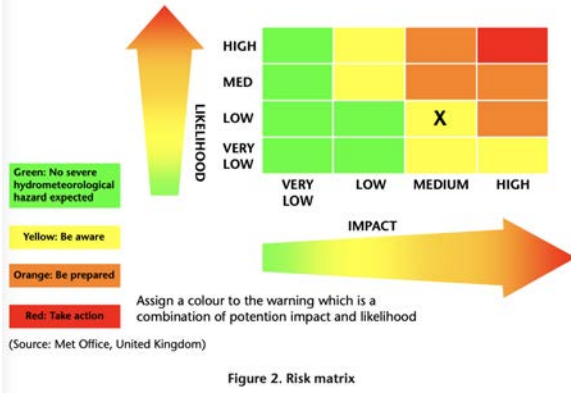 HIGH
MED
LOW
VERY
LOW
LIKELIHOOD
X
VERY
LOW
LOW
MEDIUM
HIGH
IMPACT
Green: No severe
hydrometeorological
hazard expected
Yellow: Be aware
Orange: Be prepared
Red: Take action
Assign a colour to the warning which is a
combination of potention impact and likelihood
(Source: Met Office, United Kingdom)
Figure 2. Risk matrix